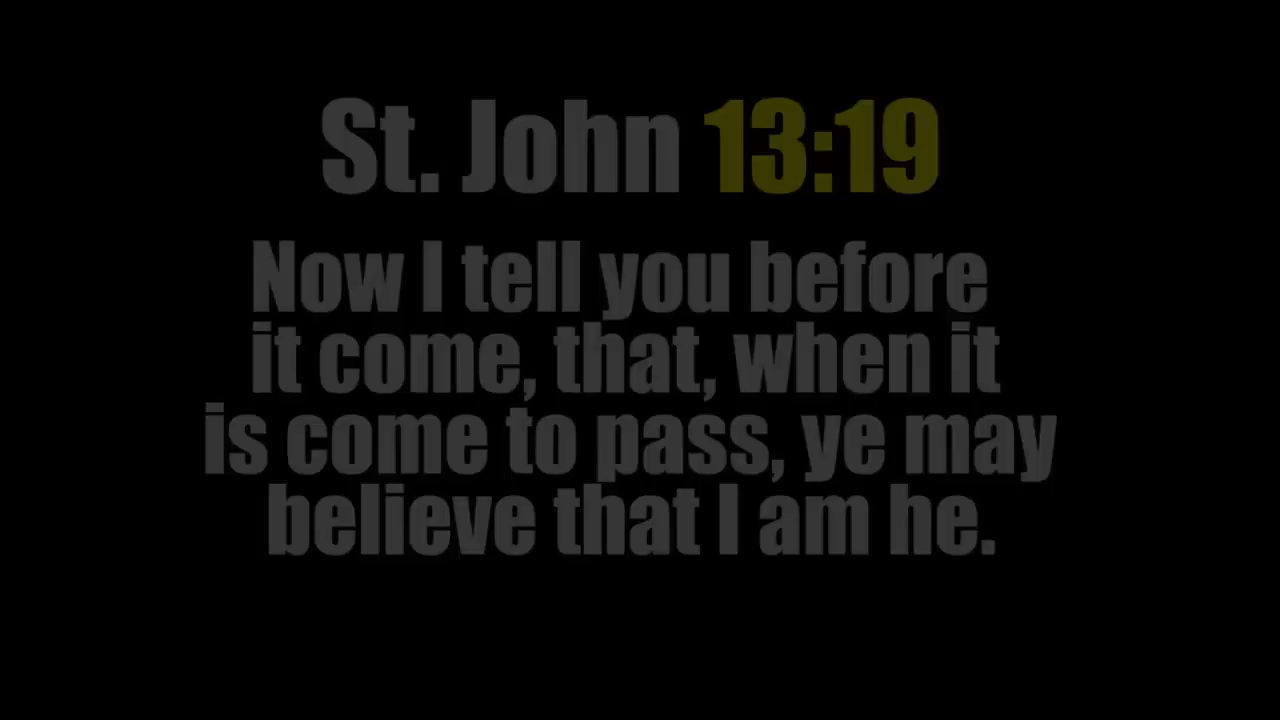 St. John 13:19
Now I tell you before
it come, that, when it
is come to pass, ye may
believe that I am he.